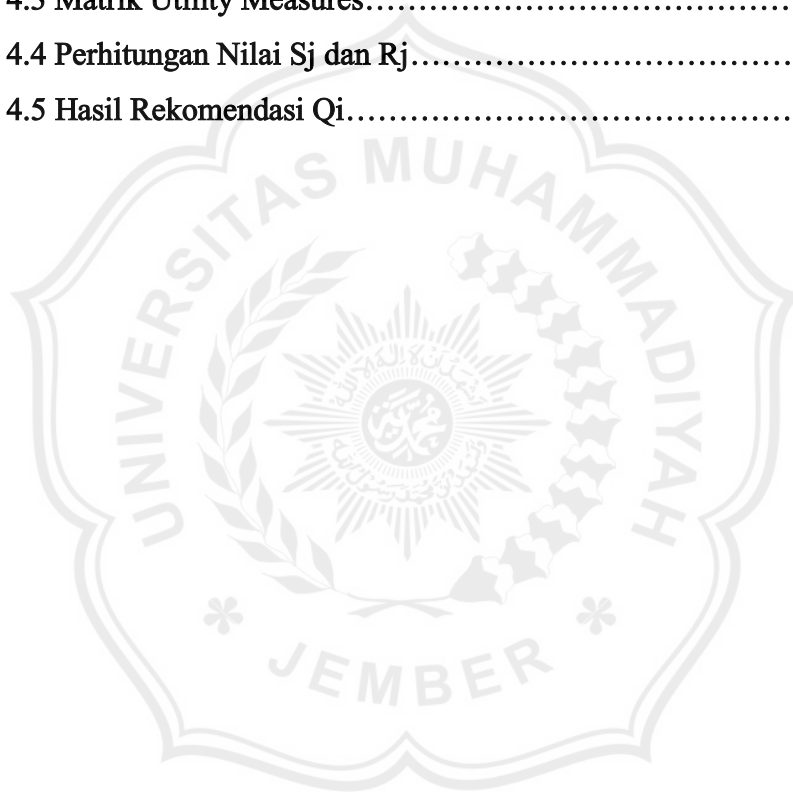 4.3 Matrik Utility Measures……………………………………
4.4 Perhitungan Nilai Sj dan Rj………………………………
4.5 Hasil Rekomendasi Qi……………………………………
UNIVERSITAS MUHAMMADIYAH
JEMBER